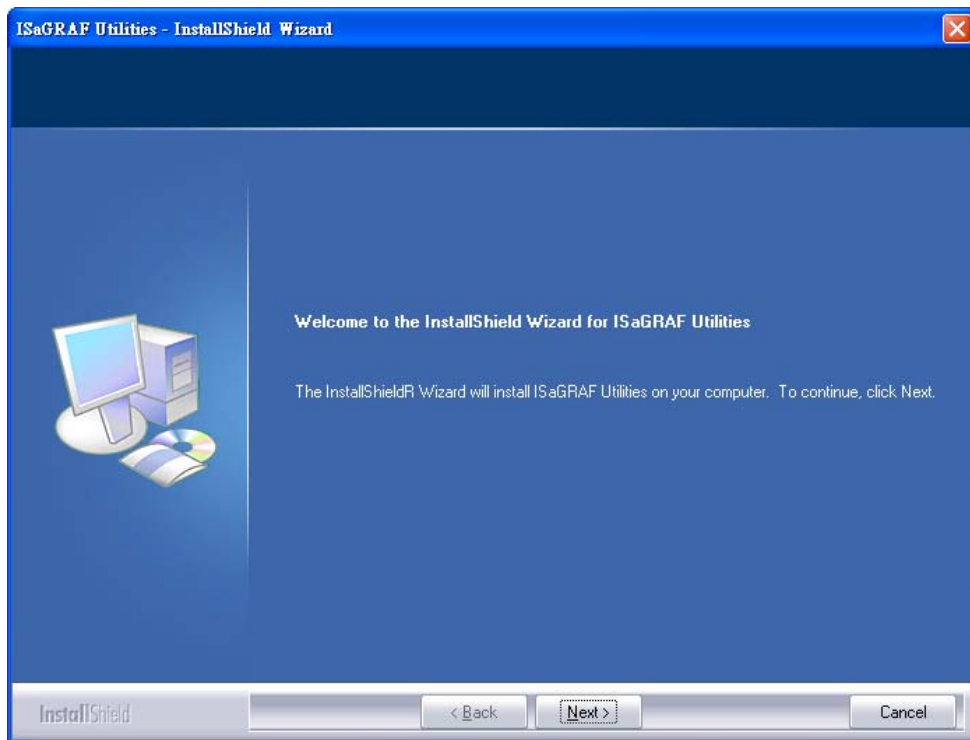 ISaGRAF Utilities - InstallShield Wizard
Welcome to the InstallShield Wizard for ISaGRAF Utilities
The InstallShieldR Wizard will install ISaGRAF Utilities on your computer. To continue, click Next.
InstallShield
< Back
Next >
Cancel